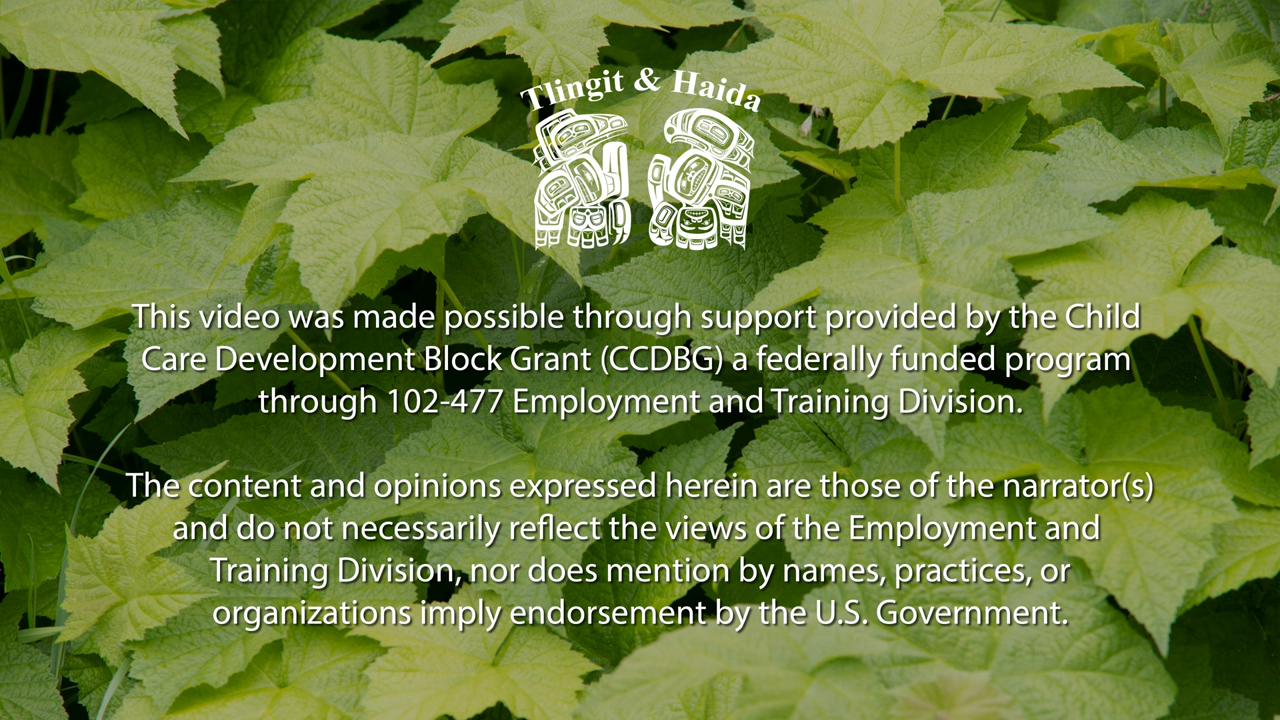 Tlingit & Haida
This video was made possible through support provided by the Child
Care Development Block Grant (CCDBG) a federally funded program
through 102-477 Employment and Training Division.
The content and opinions expressed herein are those of the narrator(s)
and do not necessarily reflect the views of the Employment and
Training Division, nor does mention by names, practices, or
organizations imply endorsement by the U.S. Government.